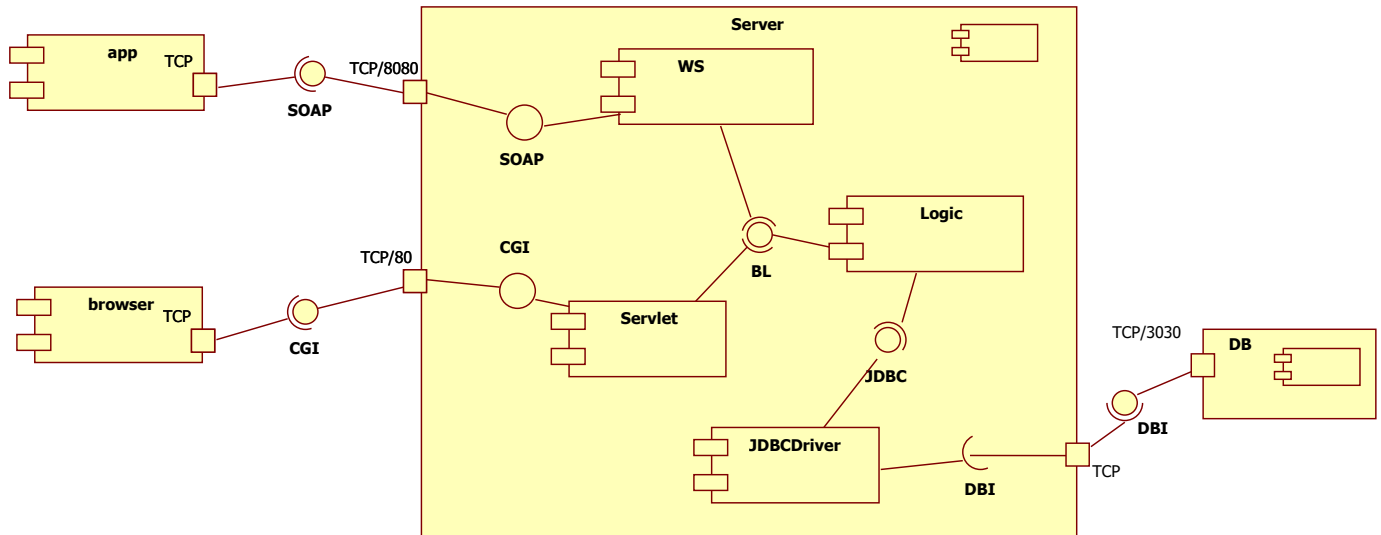 Server
app
TCP
SOAP
TCP/8080
WS
SOAP
Logic
TCP/80
CGI
BL
browser
TCP
CGI
Servlet
TCP/3030
DB
JDBC
DBI
JDBCDriver
DBI
TCP